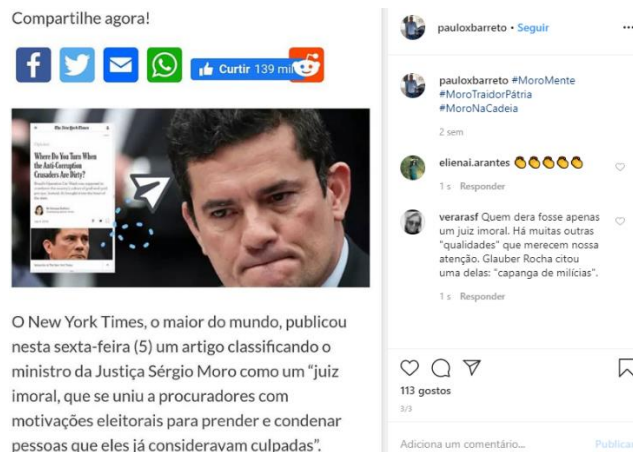 Compartilhe agora!
Curtir 139 mil
The New York Times
Where Do You Turn When
the Anti-Corruption
Crusaders Are Dirty?
O New York Times, o maior do mundo, publicou
nesta sexta-feira (5) um artigo classificando o
ministro da Justiça Sérgio Moro como um “juiz
imoral, que se uniu a procuradores com
motivações eleitorais para prender e condenar
pessoas que eles já consideravam culpadas”.
pauloxbarreto • Seguir
pauloxbarreto #MoroMente
#MoroTraidorPátria
#MoroNaCadeia
2 sem
elienai.arantes 👏👏👏👏👏
1 s Responder
verarasf Quem dera fosse apenas
um juiz imoral. Há muitas outras
"qualidades" que merecem nossa
atenção. Glauber Rocha citou
uma delas: "capanga de milícias".
1 s Responder
113 gostos
3/3
Adiciona um comentário...
Publicar